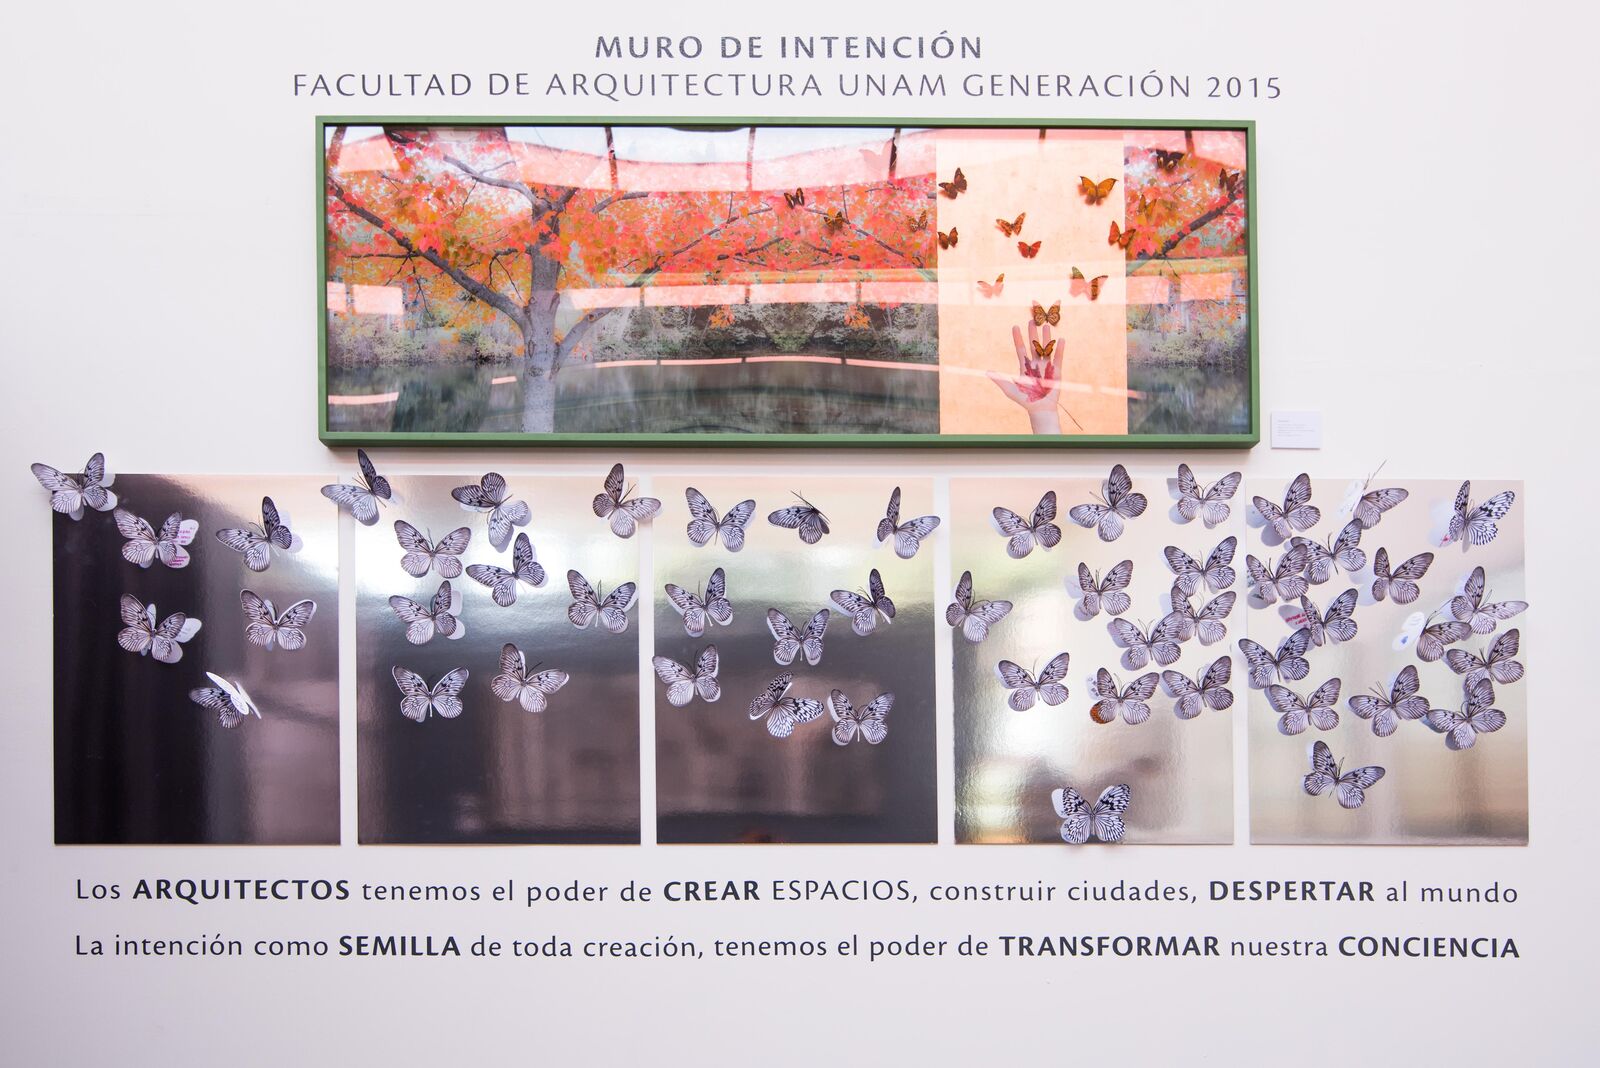 MURO DE INTENCIÓN
FACULTAD DE ARQUITECTURA UNAM GENERACIÓN 2015
Los ARQUITECTOS tenemos el poder de CREAR ESPACIOS, construir ciudades, DESPERTAR al mundo
La intención como SEMILLA de toda creación, tenemos el poder de TRANSFORMAR nuestra CONCIENCIA